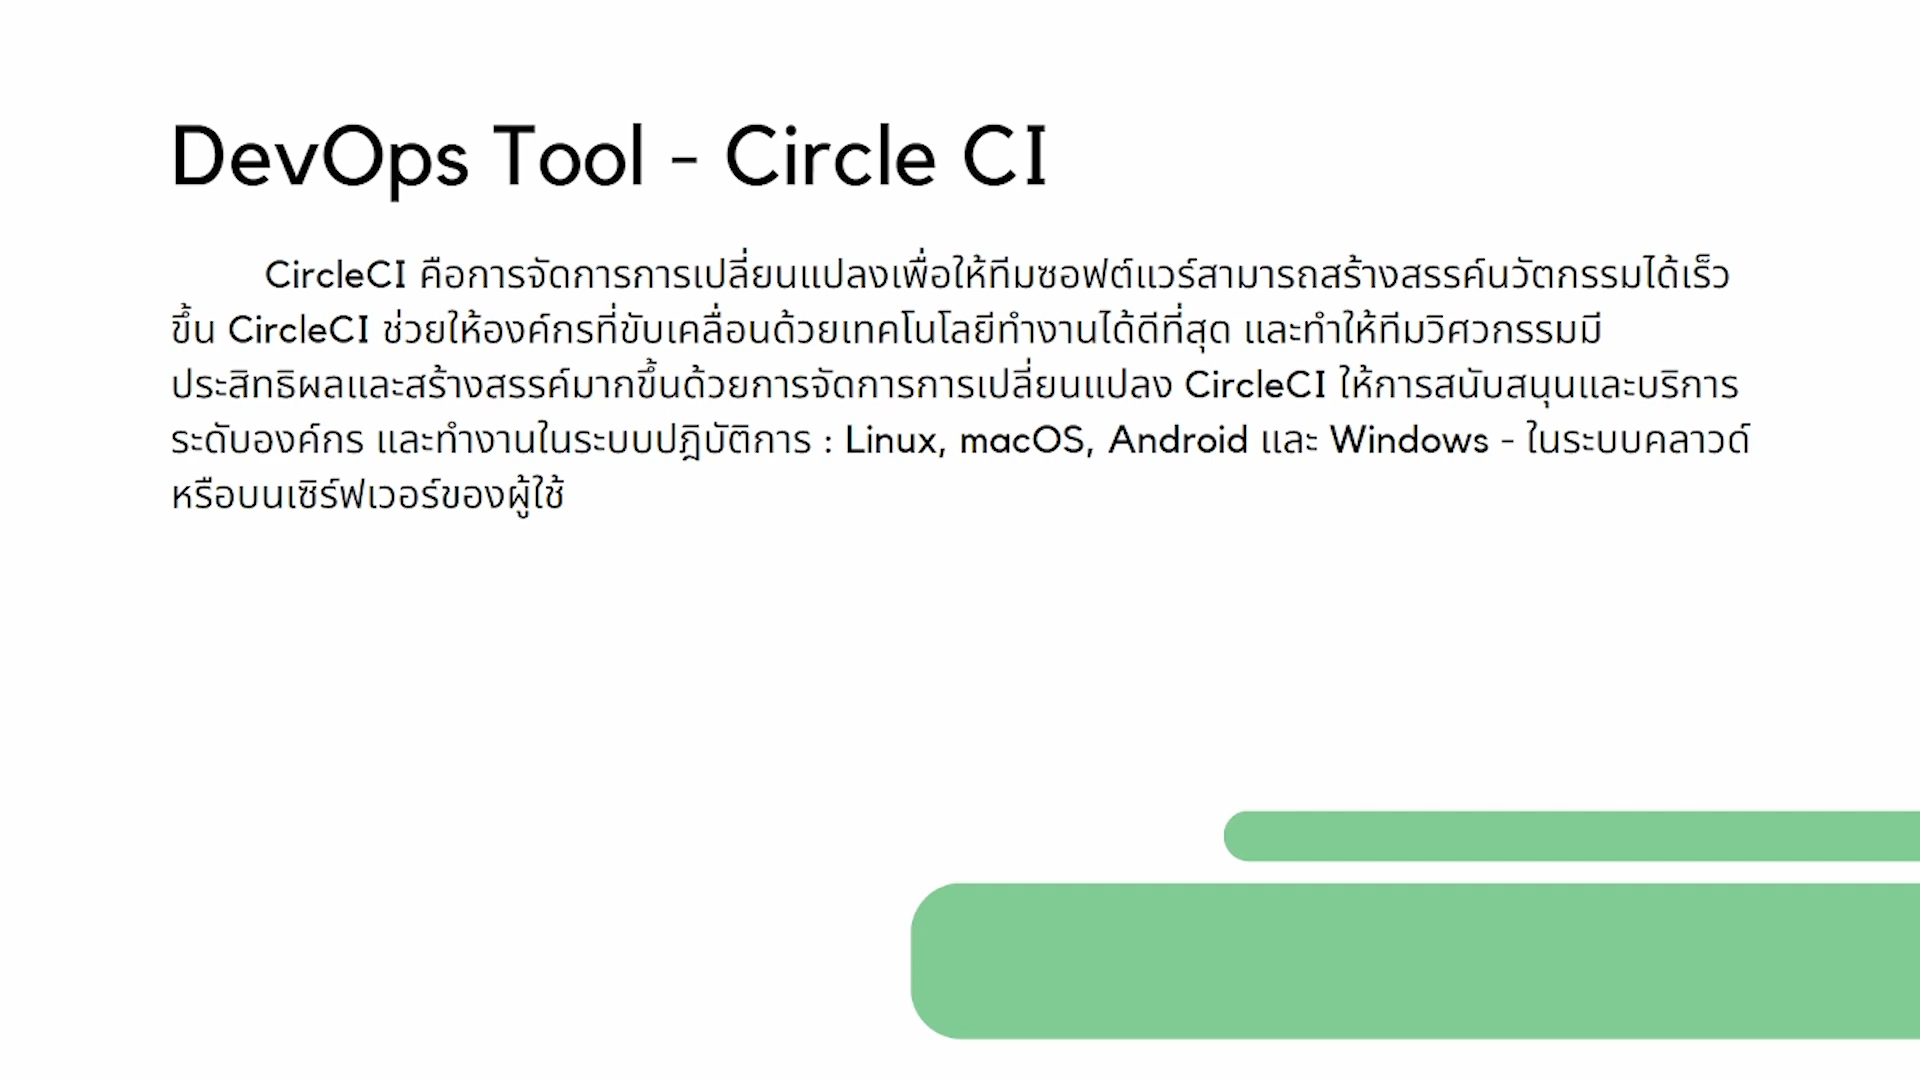 DevOps Tool - Circle CI
CircleCI คือการจัดการการเปลี่ยนแปลงเพื่อให้ทีมซอฟต์แวร์สามารถสร้างสรรค์นวัตกรรมได้เร็ว
ขึ้น CircleCI ช่วยให้องค์กรที่ขับเคลื่อนด้วยเทคโนโลยีทำงานได้ดีที่สุด และทำให้ทีมวิศวกรรมมี
ประสิทธิผลและสร้างสรรค์มากขึ้นด้วยการจัดการการเปลี่ยนแปลง CircleCI ให้การสนับสนุนและบริการ
ระดับองค์กร และทำงานในระบบปฎิบัติการ : Linux, macOS, Android และ Windows - ในระบบคลาวด์
หรือบนเซิร์ฟเวอร์ของผู้ใช้